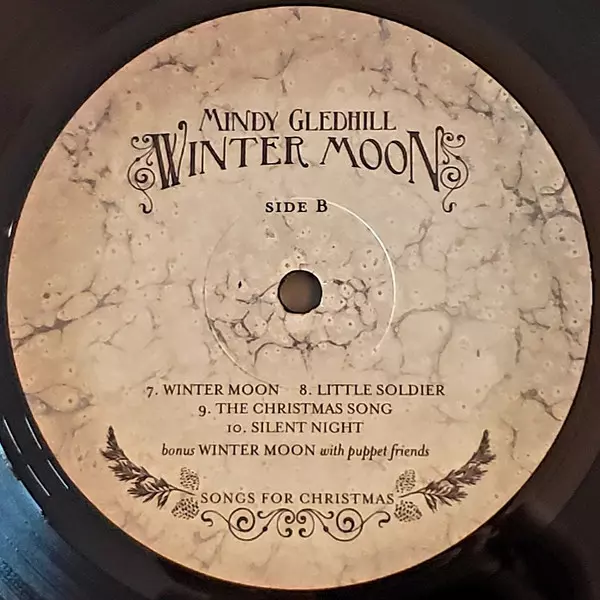 MINDY GLEDHILL
WINTER MOON
SIDE B
7. WINTER MOON 8. LITTLE SOLDIER
9. THE CHRISTMAS SONG
10. SILENT NIGHT
bonus WINTER MOON with puppet friends
SONGS FOR CHRISTMAS